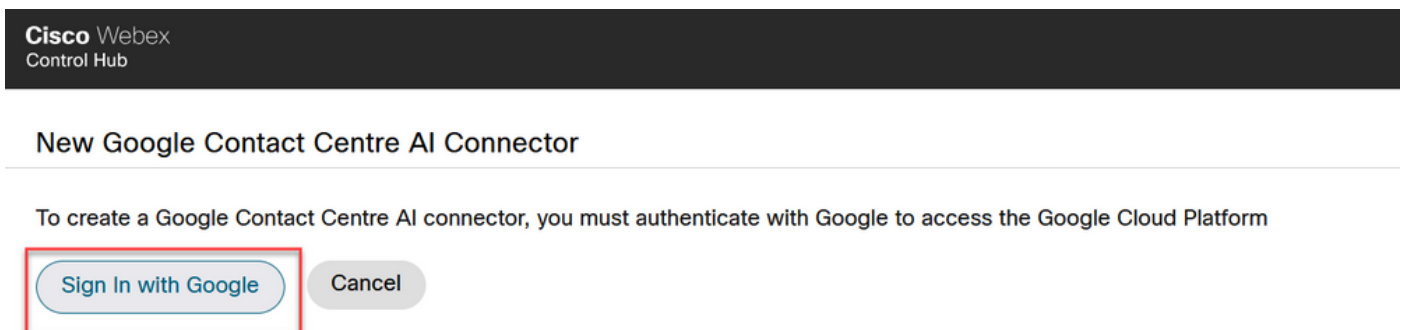 Cisco Webex
Control Hub
New Google Contact Centre AI Connector
To create a Google Contact Centre AI connector, you must authenticate with Google to access the Google Cloud Platform
Sign In with Google
Cancel